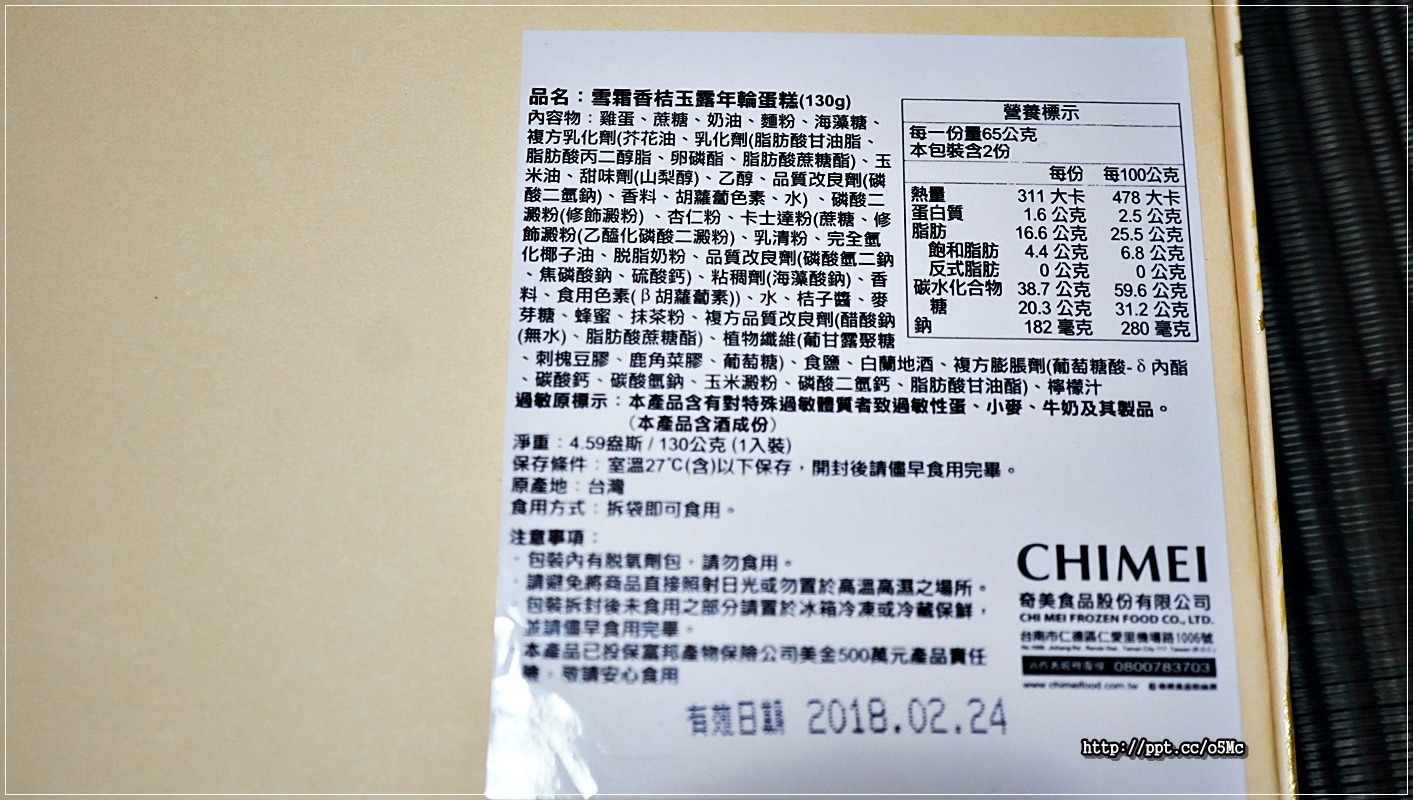 品名：雪霜香桔玉露年輪蛋糕(130g)
內容物：雞蛋、蔗糖、奶油、麵粉、海藻糖、
複方乳化劑(芥花油、乳化劑(脂肪酸甘油脂、
脂肪酸丙二醇脂、卵磷酯、脂肪酸蔗糖酯)、玉
米油、甜味劑(山梨醇)、乙醇、品質改良劑(磷
酸二氫鈉)、香料、胡蘿蔔色素、水) 、磷酸二
澱粉(修飾澱粉) 、杏仁粉、卡士達粉(蔗糖、修
飾澱粉(乙醯化磷酸二澱粉)、乳清粉、完全氫
化椰子油、脫脂奶粉、品質改良劑(磷酸氫二鈉
、焦磷酸鈉、硫酸鈣)、粘稠劑(海藻酸鈉)、香
料、食用色素(β胡蘿蔔素))、水、桔子醬、麥
芽糖、蜂蜜、抹茶粉、複方品質改良劑(醋酸鈉
(無水)、脂肪酸蔗糖酯)、植物纖維(葡甘露聚糖
、刺槐豆膠、鹿角菜膠、葡萄糖)、食鹽、白蘭地酒、複方膨脹劑(葡萄糖酸-δ內酯
、碳酸鈣、碳酸氫鈉、玉米澱粉、磷酸二氫鈣、脂肪酸甘油酯)、檸檬汁
過敏原標示：本產品含有對特殊過敏體質者致過敏性蛋、小麥、牛奶及其製品。
(本產品含酒成份)
淨重：4.59盎斯 / 130公克 (1入裝)
保存條件：室溫27℃(含)以下保存，開封後請儘早食用完畢。
原產地：台灣
食用方式：拆袋即可食用。
注意事項：
·包裝內有脫氧劑包，請勿食用。
·請避免將商品直接照射日光或勿置於高溫高濕之場所。
·包裝拆封後未食用之部分請置於冰箱冷凍或冷藏保鮮，
並請儘早食用完畢。
·本產品已投保富邦產物保險公司美金500萬元產品責任
險，敬請安心食用
有效日期 2018.02.24
營養標示
每一份量65公克
本包裝含2份
每份 每100公克
熱量 311 大卡 478 大卡
蛋白質 1.6 公克 2.5 公克
脂肪 16.6 公克 25.5 公克
飽和脂肪 4.4 公克 6.8 公克
反式脂肪 0 公克 0 公克
碳水化合物 38.7 公克 59.6 公克
糖 20.3 公克 31.2 公克
鈉 182 毫克 280 毫克
CHIMEI
奇美食品股份有限公司
CHI MEI FROZEN FOOD CO., LTD.
台南市仁德區仁愛里機場路1005號
0800783703
www.chimeifood.com.tw
http://ppt.cc/o5Mc